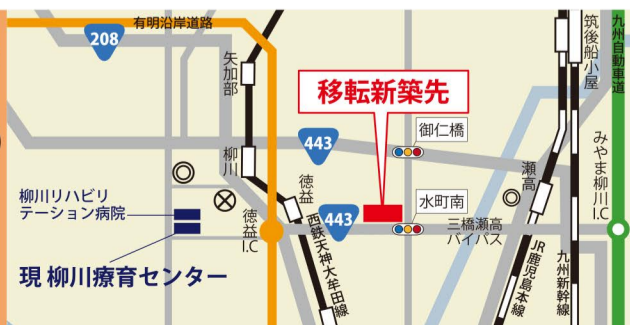 有明沿岸道路
208
矢加部
移転新築先
筑後船小屋
九州自動車道
443
御仁橋
みやま柳川I.C
柳川
瀬高
徳益
水町南
柳川リハビリ
テーション病院
徳益I.C
443
三橋瀬高
バイパス
現 柳川療育センター
西鉄天神大牟田線
JR鹿児島本線
九州新幹線